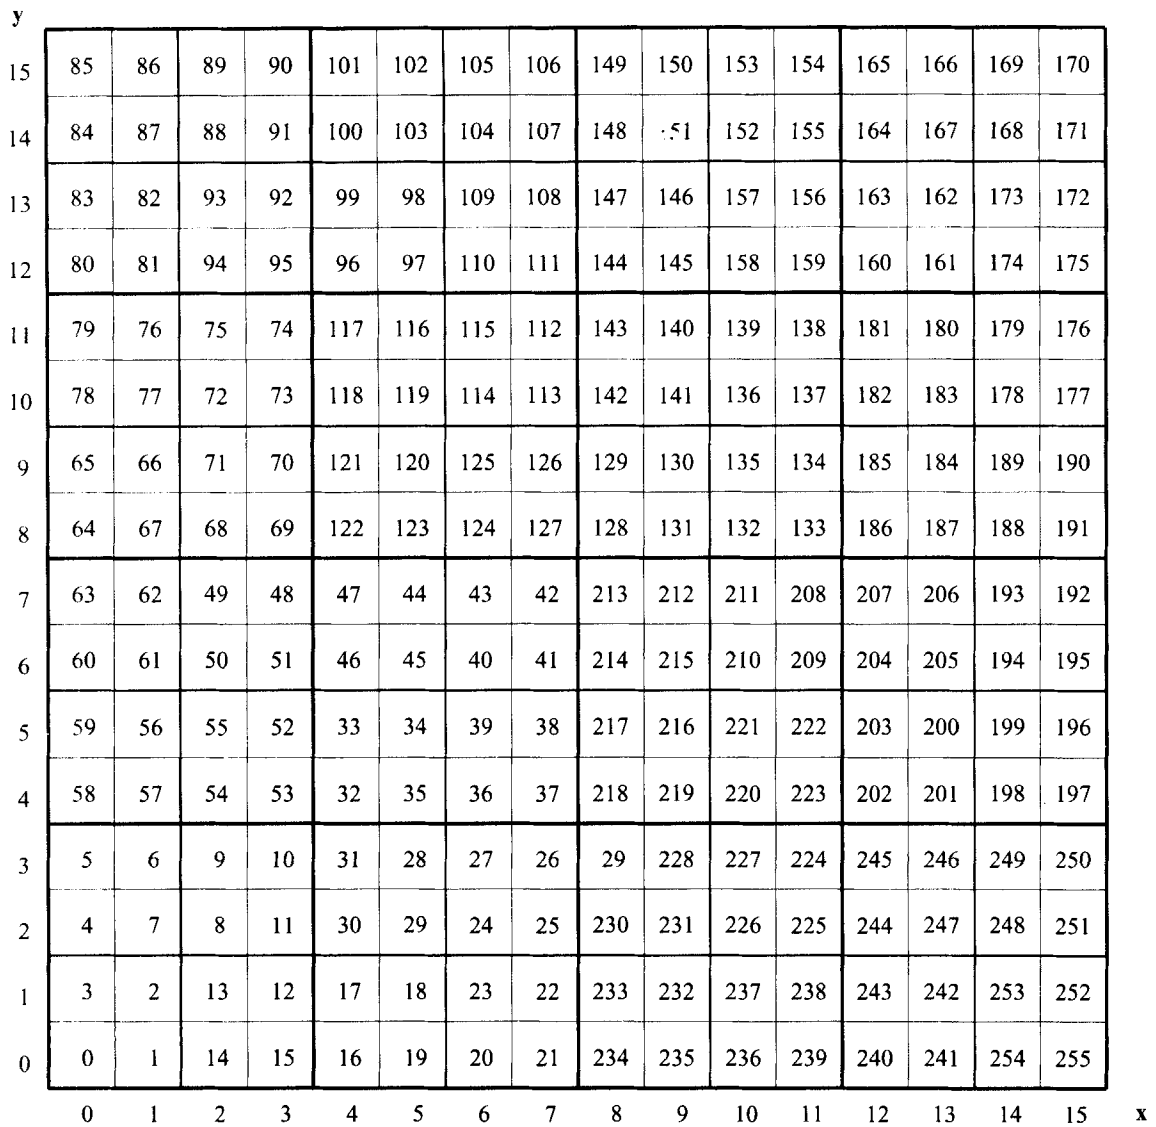 y
15 85 86 89 90 101 102 105 106 149 150 153 154 165 166 169 170
14 84 87 88 91 100 103 104 107 148 51 152 155 164 167 168 171
13 83 82 93 92 99 98 109 108 147 146 157 156 163 162 173 172
12 80 81 94 95 96 97 110 111 144 145 158 159 160 161 174 175
11 79 76 75 74 117 116 115 112 143 140 139 138 181 180 179 176
10 78 77 72 73 118 119 114 113 142 141 136 137 182 183 178 177
9 65 66 71 70 121 120 125 126 129 130 135 134 185 184 189 190
8 64 67 68 69 122 123 124 127 128 131 132 133 186 187 188 191
7 63 62 49 48 47 44 43 42 213 212 211 208 207 206 193 192
6 60 61 50 51 46 45 40 41 214 215 210 209 204 205 194 195
5 59 56 55 52 33 34 39 38 217 216 221 222 203 200 199 196
4 58 57 54 53 32 35 36 37 218 219 220 223 202 201 198 197
3 5 6 9 10 31 28 27 26 29 228 227 224 245 246 249 250
2 4 7 8 11 30 29 24 25 230 231 226 225 244 247 248 251
1 3 2 13 12 17 18 23 22 233 232 237 238 243 242 253 252
0 0 1 14 15 16 19 20 21 234 235 236 239 240 241 254 255
0 1 2 3 4 5 6 7 8 9 10 11 12 13 14 15 x